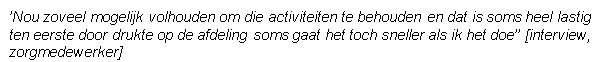 'Nou zoveel mogelijk volhouden om die activiteiten te behouden en dat is soms heel lastig
ten eerste door drukte op de afdeling soms gaat het toch sneller als ik het doe" [interview,
zorgmedewerker]